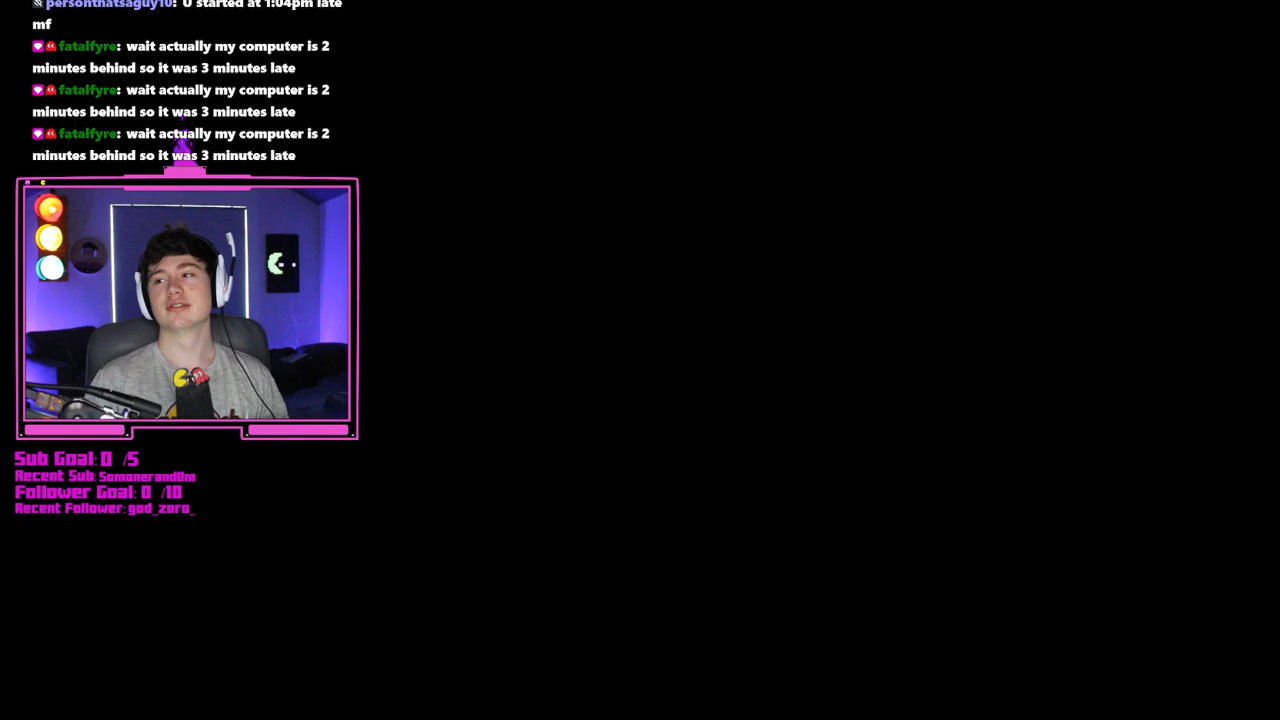 personthatsaguy10: U started at 1:04pm late
mf
fatalfyre: wait actually my computer is 2
minutes behind so it was 3 minutes late
fatalfyre: wait actually my computer is 2
minutes behind so it was 3 minutes late
fatalfyre: wait actually my computer is 2
minutes behind so it was 3 minutes late
Sub Goal: 0 /5
Recent Sub: Somonerand0m
Follower Goal: 0 /10
Recent Follower: god_zoro_